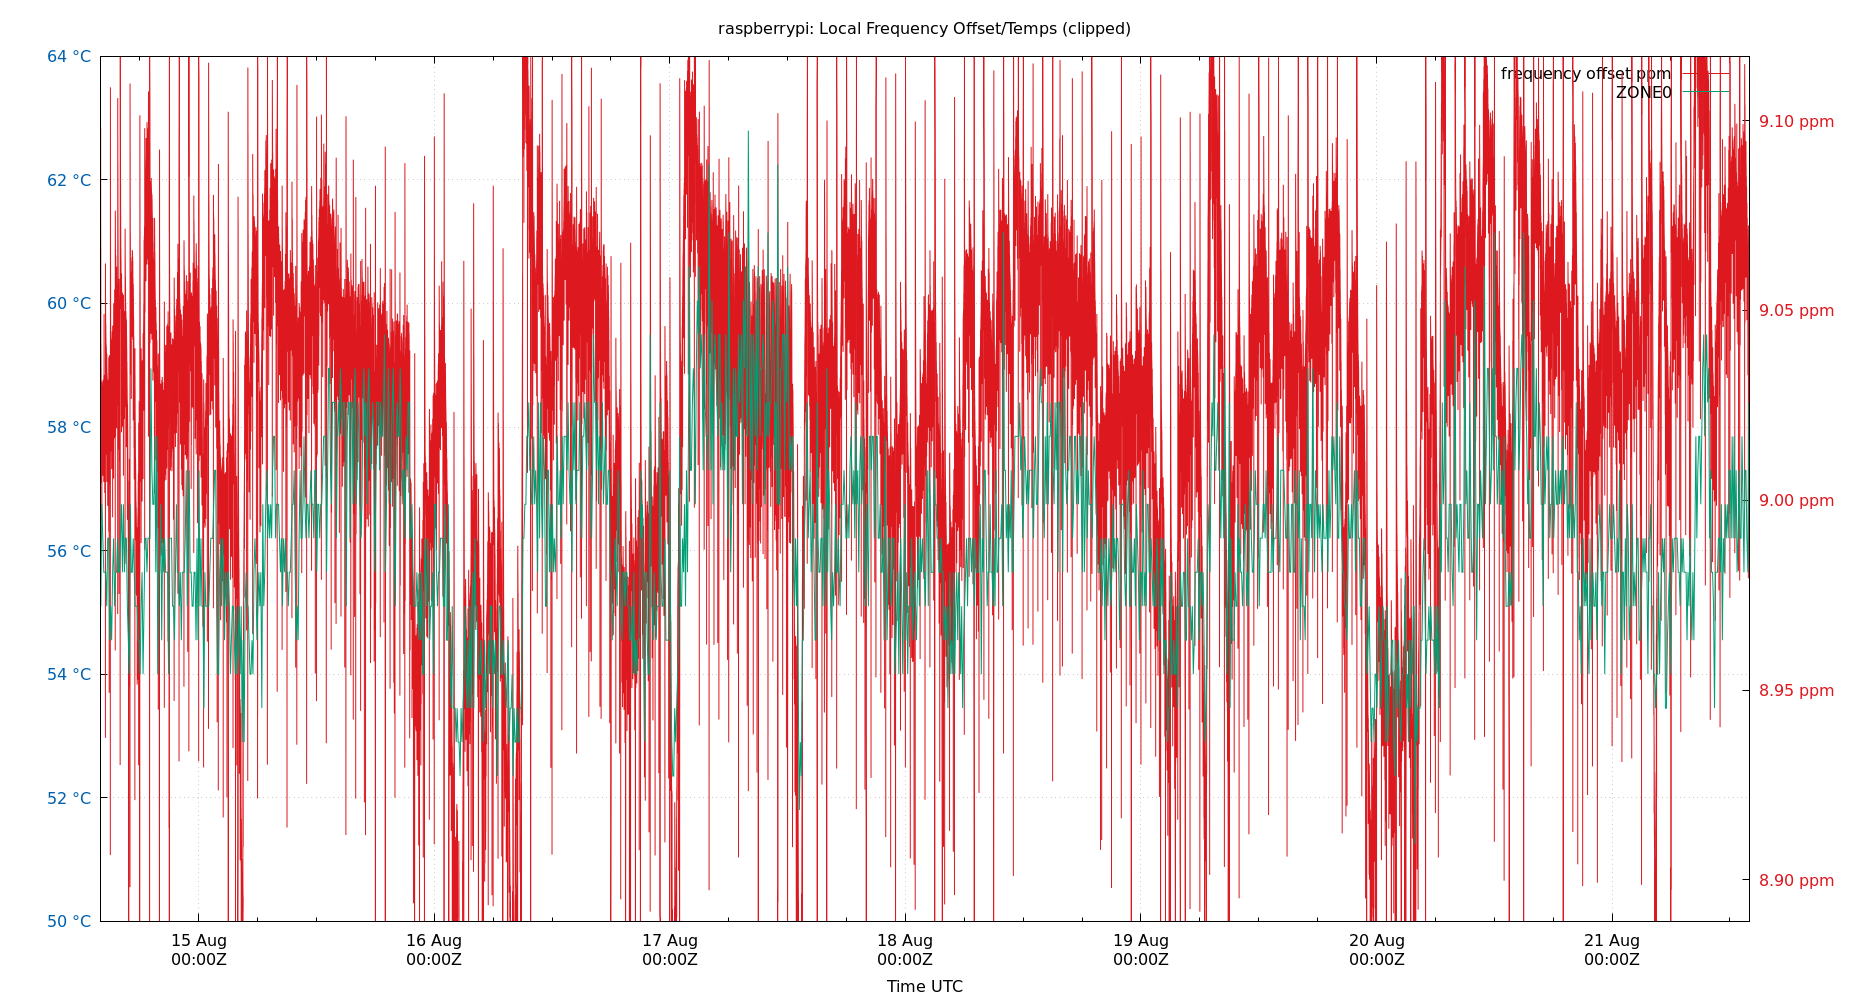 raspberrypi: Local Frequency Offset/Temps (clipped)
frequency offset ppm
ZONE0
64 °C
62 °C
60 °C
58 °C
56 °C
54 °C
52 °C
50 °C
9.10 ppm
9.05 ppm
9.00 ppm
8.95 ppm
8.90 ppm
15 Aug 16 Aug 17 Aug 18 Aug 19 Aug 20 Aug 21 Aug
00:00Z 00:00Z 00:00Z 00:00Z 00:00Z 00:00Z 00:00Z
Time UTC